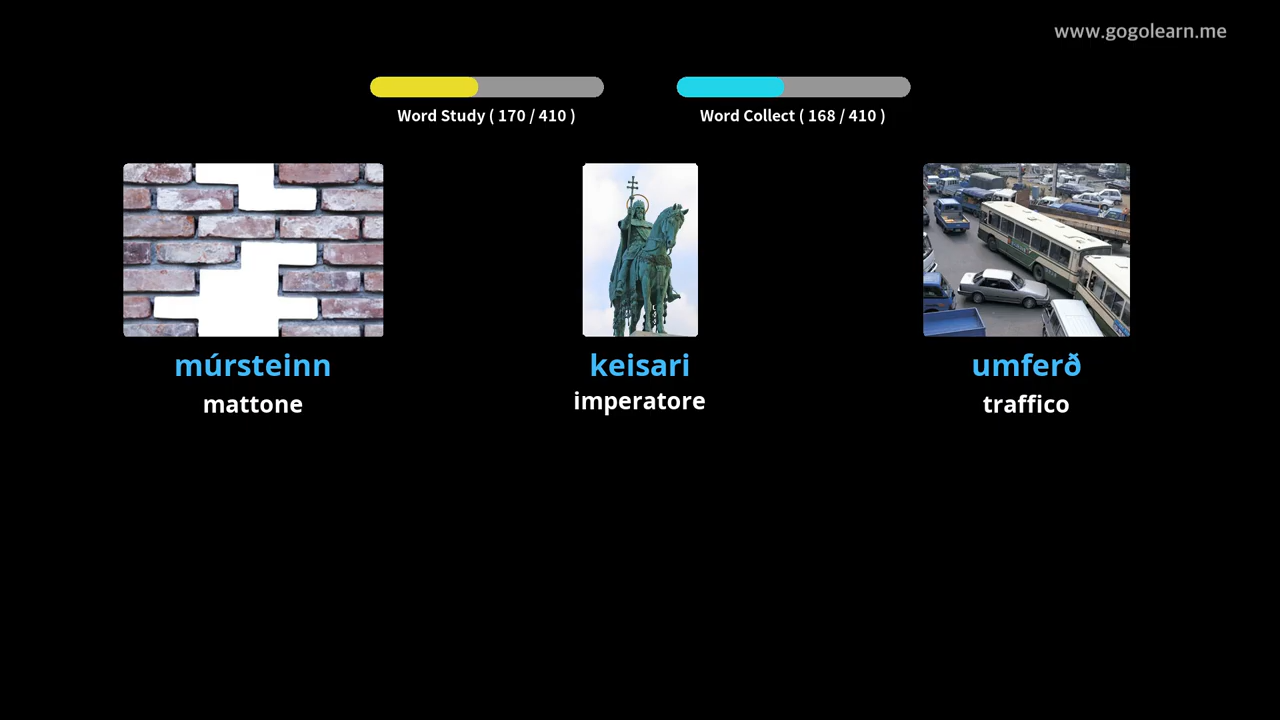 www.gogolearn.me
Word Study ( 170 / 410 )
Word Collect ( 168 / 410 )
múrsteinn
keisari
umferð
mattone
imperatore
traffico